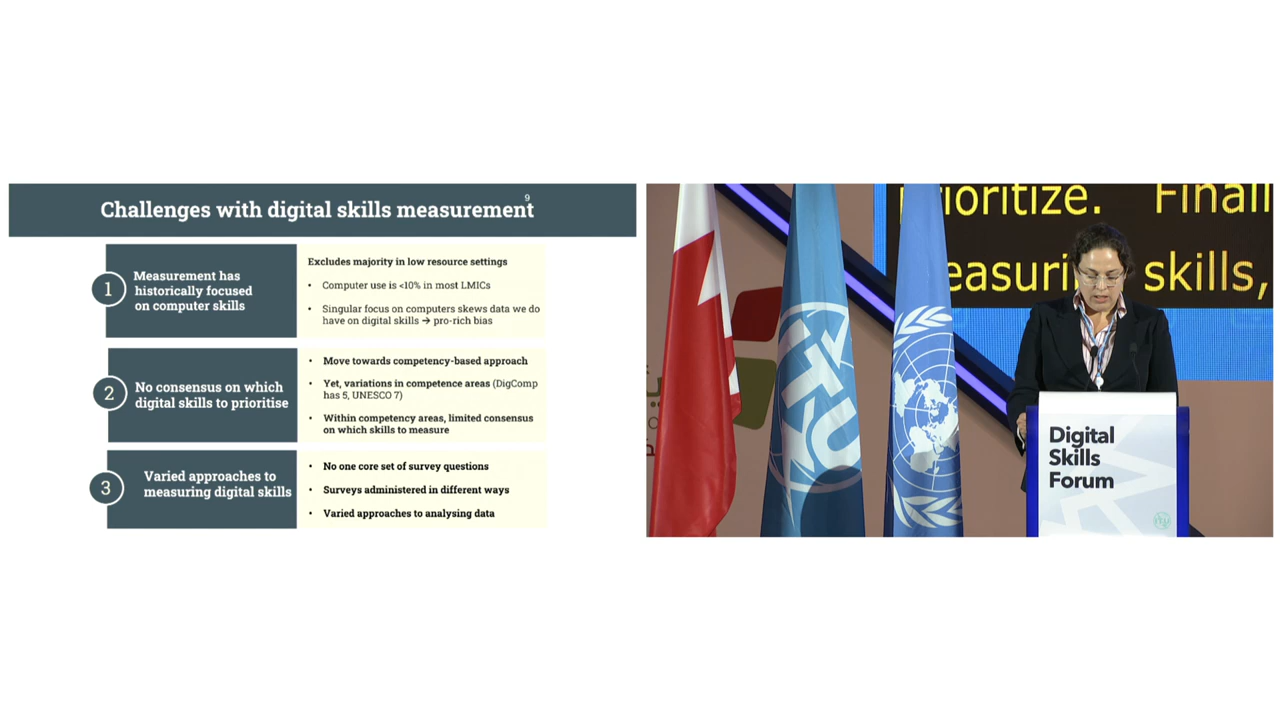 9
Challenges with digital skills measurement
1
Measurement has
historically focused
on computer skills
Excludes majority in low resource settings
• Computer use is <10% in most LMICs
• Singular focus on computers skews data we do
have on digital skills → pro-rich bias
2
No consensus on which
digital skills to prioritise
• Move towards competency-based approach
• Yet, variations in competence areas (DigComp
has 5, UNESCO 7)
• Within competency areas, limited consensus
on which skills to measure
3
Varied approaches to
measuring digital skills
• No one core set of survey questions
• Surveys administered in different ways
• Varied approaches to analysing data
ioritize. Finall
easuring skills,
ITU
Digital
Skills
Forum